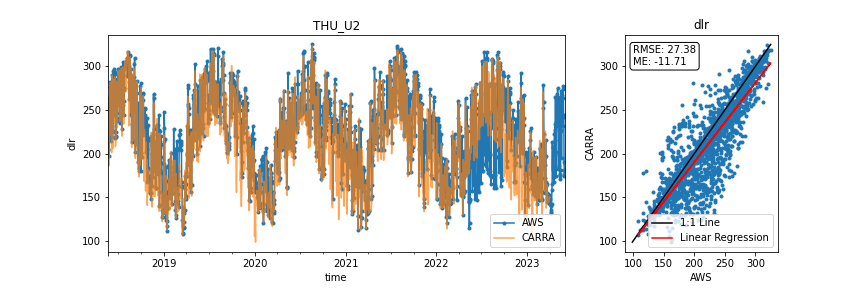 THU_U2
dlr
300
250
200
150
100
dlr
2019
2020
2021
2022
2023
time
AWS
CARRA
RMSE: 27.38
ME: -11.71
300
250
200
150
100
CARRA
100
150
200
250
300
AWS
1:1 Line
Linear Regression